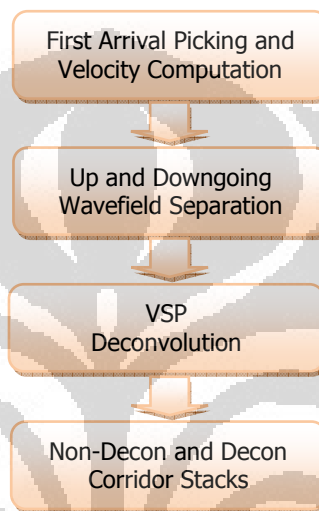 First Arrival Picking and
Velocity Computation
Up and Downgoing
Wavefield Separation
VSP
Deconvolution
Non-Decon and Decon
Corridor Stacks